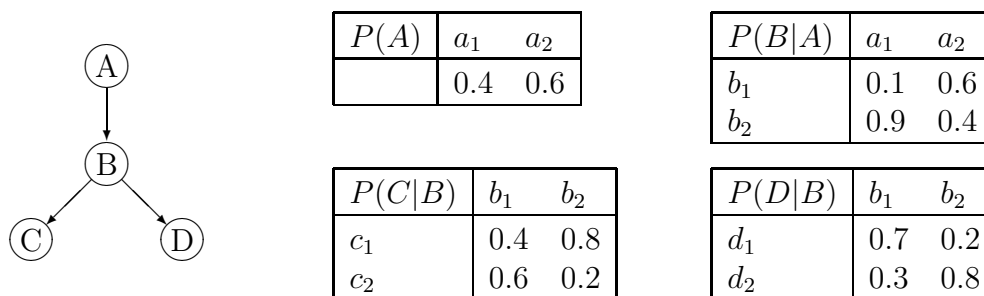 A
B
C
D
P(A) a₁ a₂
0.4 0.6
P(B|A) a₁ a₂
b₁ 0.1 0.6
b₂ 0.9 0.4
P(C|B) b₁ b₂
c₁ 0.4 0.8
c₂ 0.6 0.2
P(D|B) b₁ b₂
d₁ 0.7 0.2
d₂ 0.3 0.8